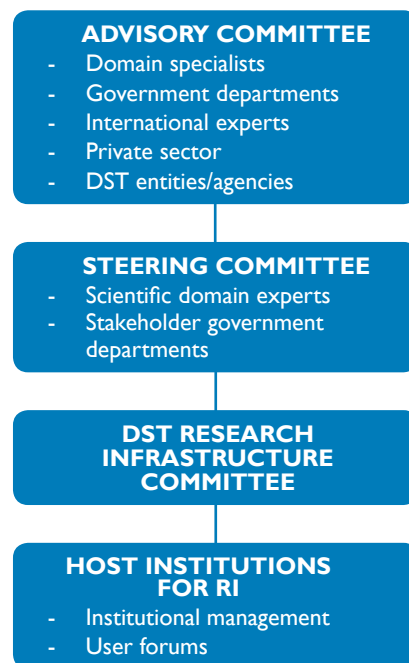 ADVISORY COMMITTEE
- Domain specialists
- Government departments
- International experts
- Private sector
- DST entities/agencies
STEERING COMMITTEE
- Scientific domain experts
- Stakeholder government
departments
DST RESEARCH
INFRASTRUCTURE
COMMITTEE
HOST INSTITUTIONS
FOR RI
- Institutional management
- User forums